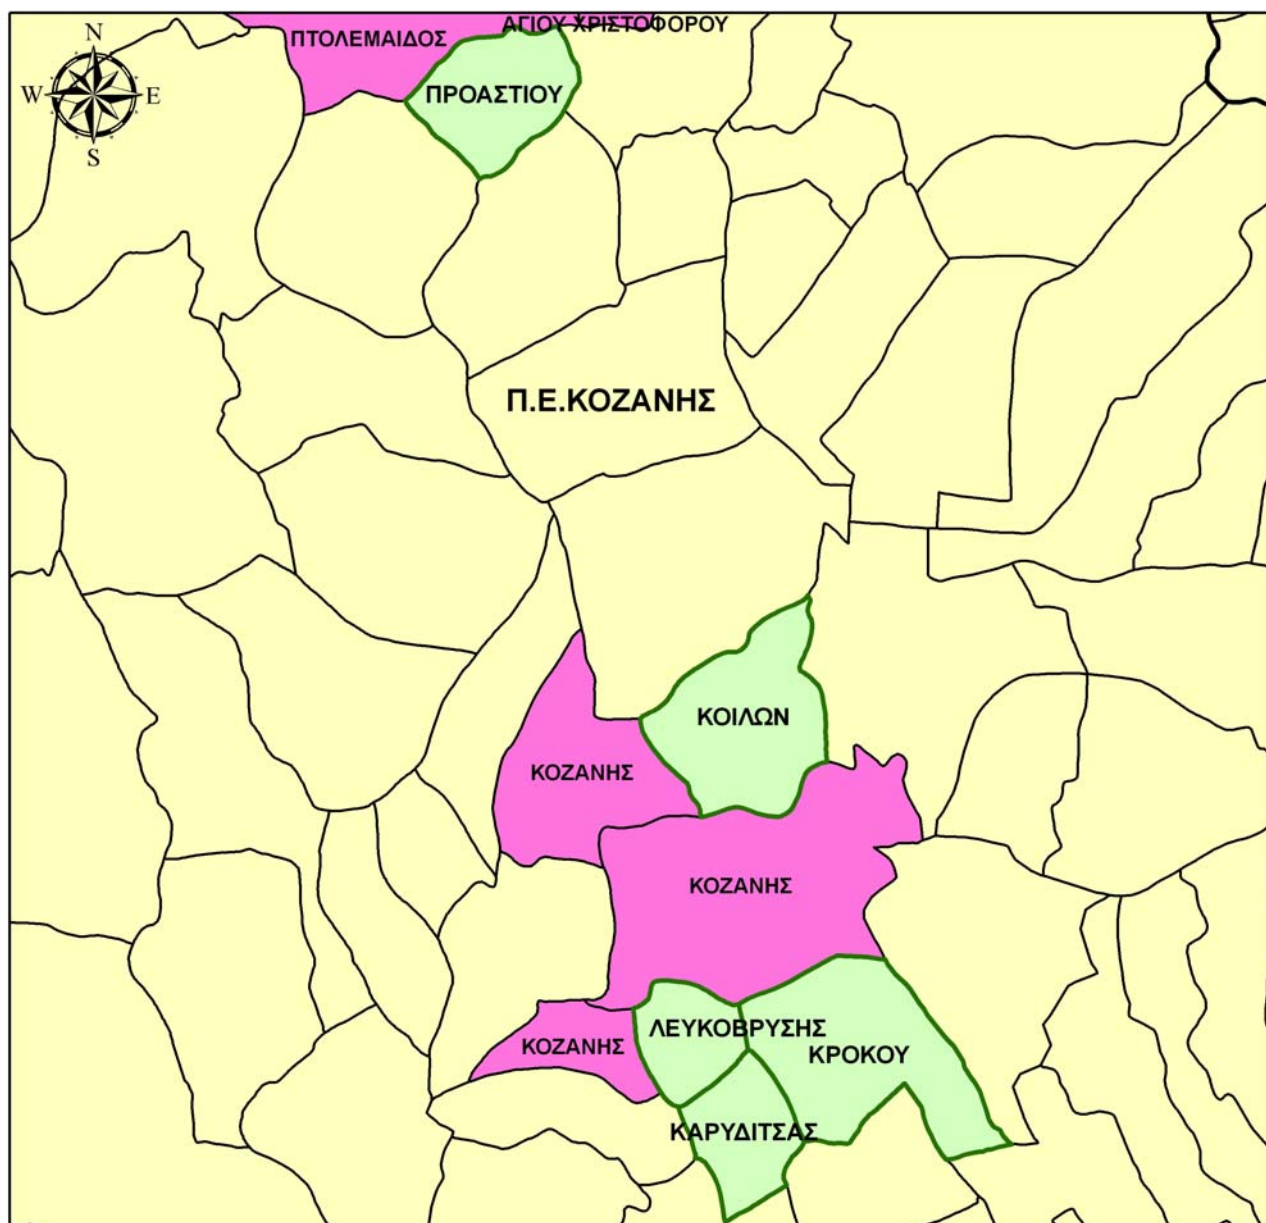 ΑΓΙΟΥ ΧΡΙΣΤΟΦΟΡΟΥ
N
ΠΤΟΛΕΜΑΙΔΟΣ
W
E
ΠΡΟΑΣΤΙΟΥ
S
Π.Ε.ΚΟΖΑΝΗΣ
ΚΟΙΛΩΝ
ΚΟΖΑΝΗΣ
ΚΟΖΑΝΗΣ
ΛΕΥΚΟΒΡΥΣΗΣ
ΚΟΖΑΝΗΣ
ΚΡΟΚΟΥ
ΚΑΡΥΔΙΤΣΑΣ